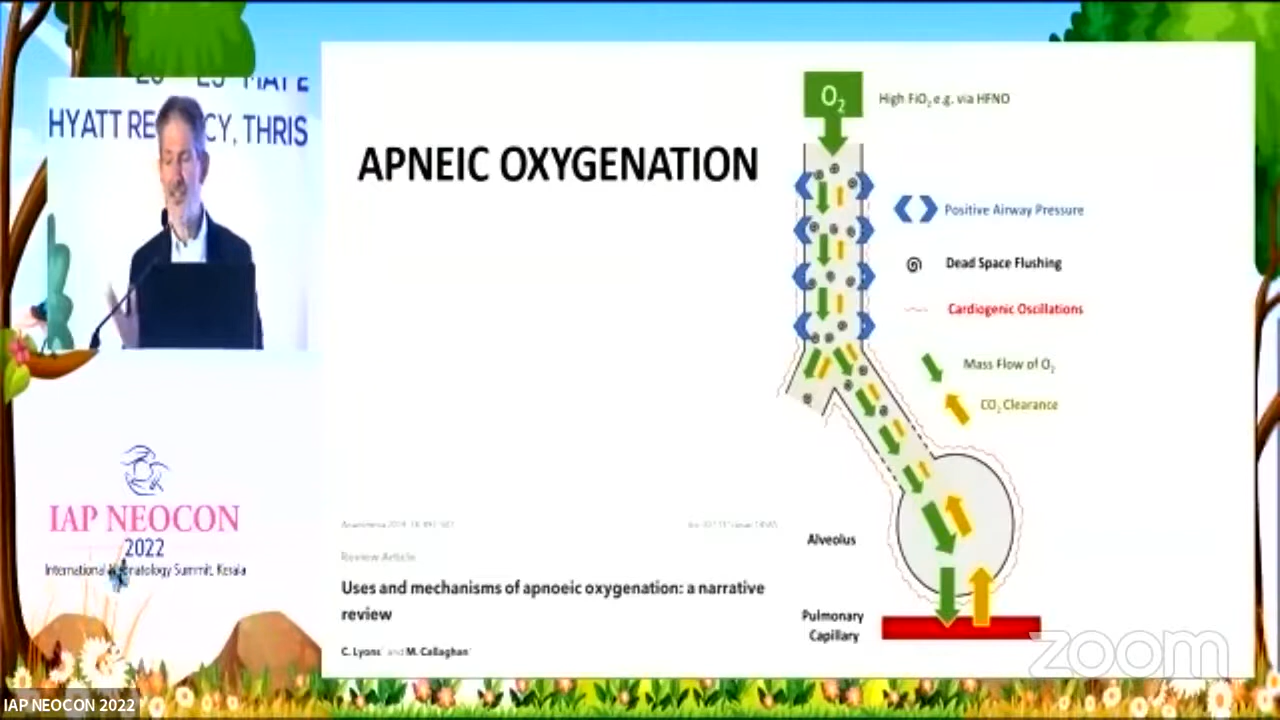 HYATT RE CY, THRIS
IAP NEOCON
2022
International Neonatology Summit, Kerala
APNEIC OXYGENATION
O₂
High FiO₂ e.g. via HFNO
Positive Airway Pressure
Dead Space Flushing
Cardiogenic Oscillations
Mass Flow of O₂
CO₂ Clearance
Alveolus
Pulmonary
Capillary
Review Article
Uses and mechanisms of apnoeic oxygenation: a narrative
review
C. Lyons and M. Callaghan
zoom
IAP NEOCON 2022